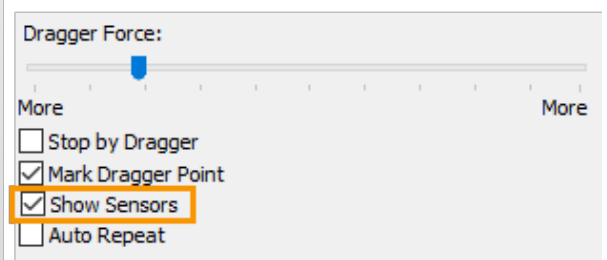 Dragger Force:
More More
Stop by Dragger
Mark Dragger Point
Show Sensors
Auto Repeat